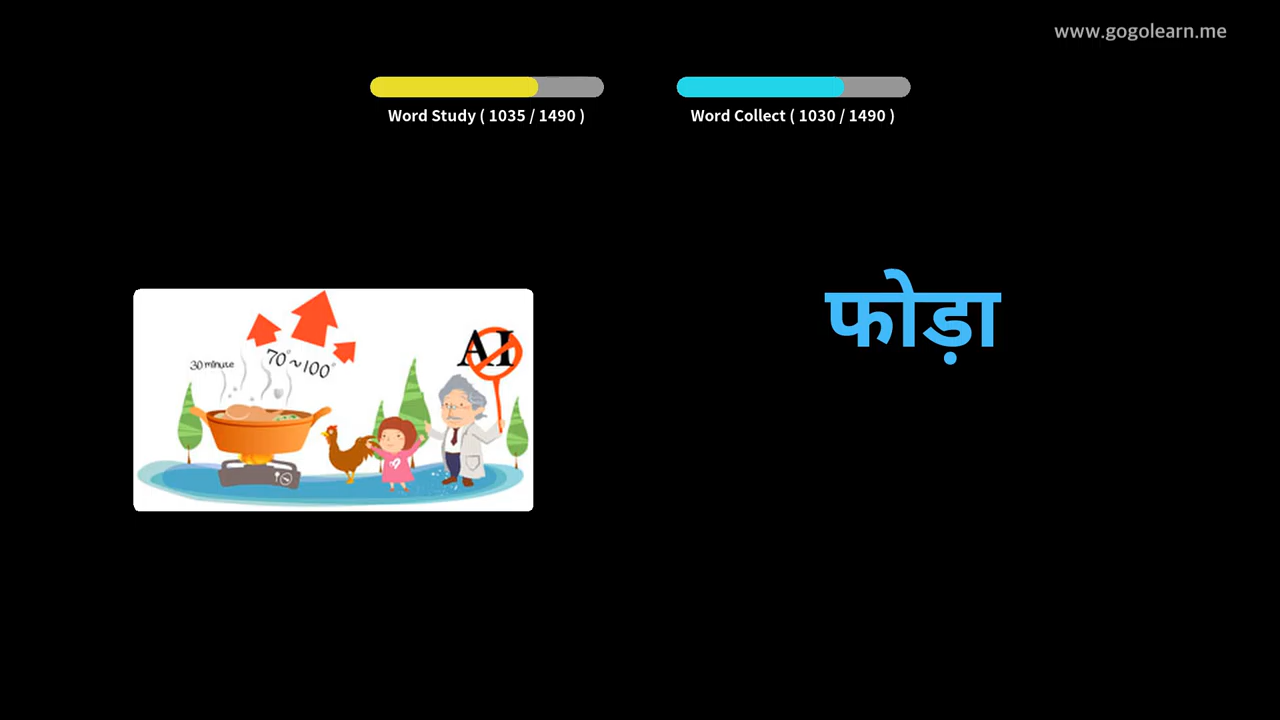 www.gogolearn.me
Word Study ( 1035 / 1490 )
Word Collect ( 1030 / 1490 )
फोड़ा
30 minute
70°~100°
AI